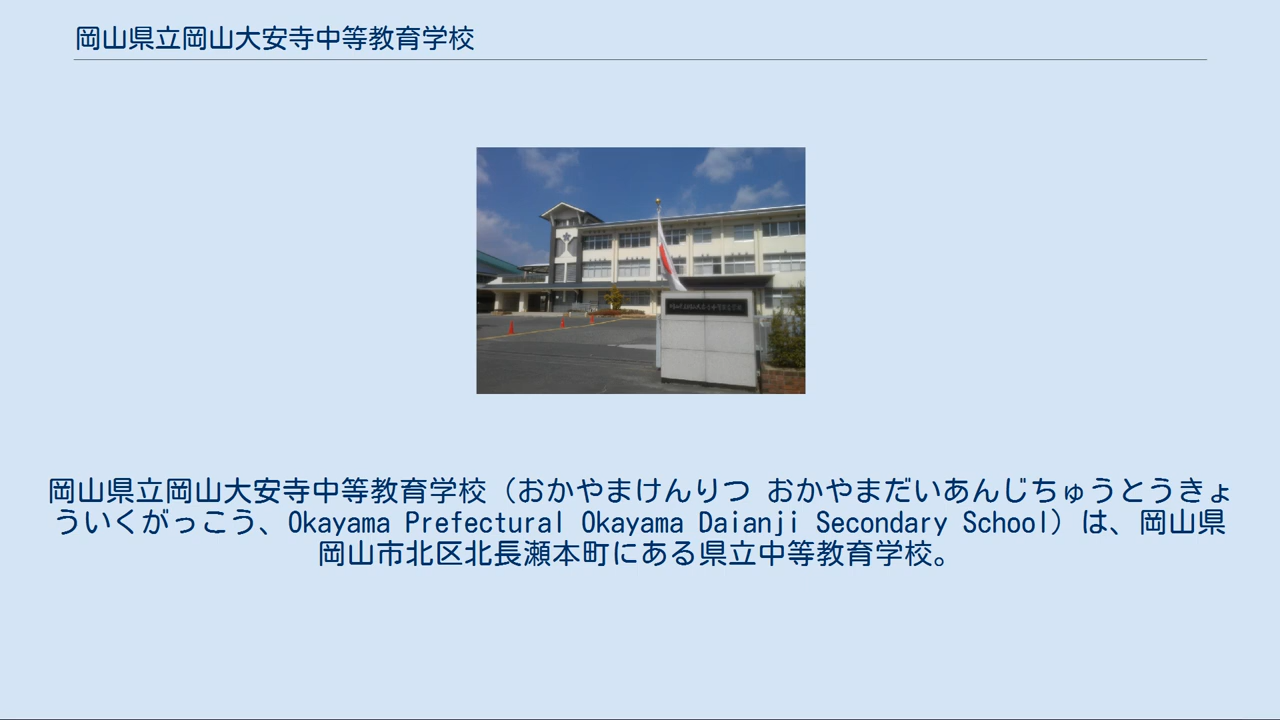 岡山県立岡山大安寺中等教育学校
岡山県立岡山大安寺中等教育学校（おかやまけんりつ おかやまだいあんじちゅうとうきょ
ういくがっこう、Okayama Prefectural Okayama Daianji Secondary School）は、岡山県
岡山市北区北長瀬本町にある県立中等教育学校。